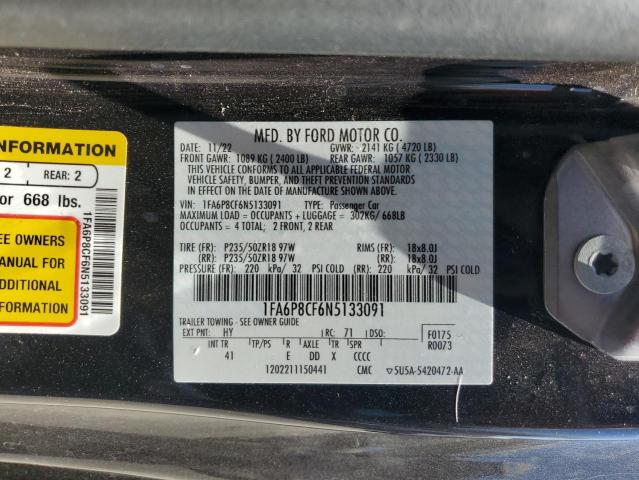 INFORMATION
2 REAR: 2
or 668 lbs.
EE OWNERS
MANUAL FOR
ADDITIONAL
INFORMATION
1FA6P8CF6N5133091
MFD. BY FORD MOTOR CO.
DATE: 11/22 GVWR: 2141 KG ( 4720 LB)
FRONT GAWR: 1089 KG ( 2400 LB) REAR GAWR: 1057 KG ( 2330 LB)
THIS VEHICLE CONFORMS TO ALL APPLICABLE FEDERAL MOTOR
VEHICLE SAFETY, BUMPER, AND THEFT PREVENTION STANDARDS
IN EFFECT ON THE DATE OF MANUFACTURE SHOWN ABOVE.
VIN: 1FA6P8CF6N5133091 TYPE: Passenger Car
MAXIMUM LOAD = OCCUPANTS + LUGGAGE = 302KG/ 668LB
OCCUPANTS = 4 TOTAL; 2 FRONT, 2 REAR
TIRE (FR): P235/50ZR18 97W RIMS (FR): 18x8.0J
(RR): P235/50ZR18 97W (RR): 18x8.0J
PRESSURE: (FR): 220 kPa/ 32 PSI COLD (RR): 220 kPa/ 32 PSI COLD
1FA6P8CF6N5133091
TRAILER TOWING - SEE OWNER GUIDE
EXT PNT: HY RC: 71 DSO: F0175
R0073
INT TR TP/PS R AXLE TR SPR
41 E DD X CCCC
1202211150441 CMC ▽5U5A-5420472-AA